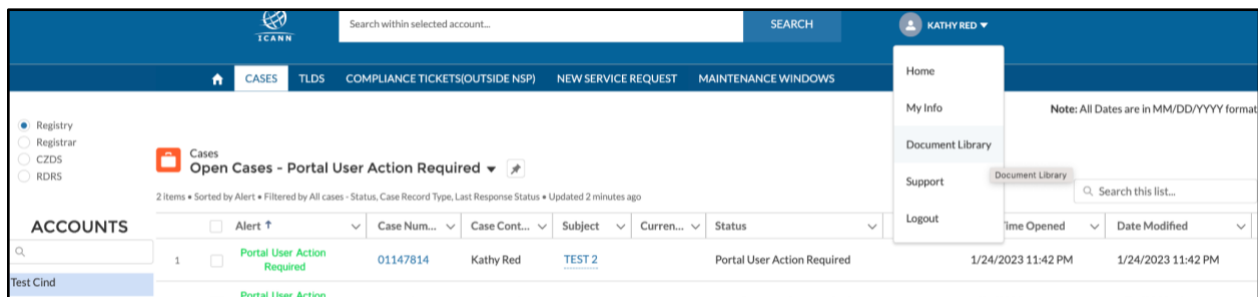 ICANN
Search within selected account...
SEARCH
KATHY RED
CASES TLDS COMPLIANCE TICKETS(OUTSIDE NSP) NEW SERVICE REQUEST MAINTENANCE WINDOWS
Home
My Info
Document Library
Support
Logout
Document Library
Note: All Dates are in MM/DD/YYYY format
Registry
Registrar
CZDS
RDRS
Cases
Open Cases - Portal User Action Required
2 items • Sorted by Alert • Filtered by All cases - Status, Case Record Type, Last Response Status • Updated 2 minutes ago
Search this list...
ACCOUNTS
Test Cind
Alert Case Num... Case Cont... Subject Curren... Status Time Opened Date Modified
1 Portal User Action Required 01147814 Kathy Red TEST 2 Portal User Action Required 1/24/2023 11:42 PM 1/24/2023 11:42 PM
Portal User Action